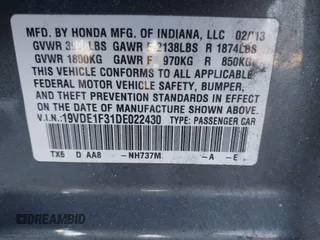 MFD. BY HONDA MFG. OF INDIANA, LLC 02/13
GVWR LBS GAWR F 2138LBS R 1874LBS
GVWR 1800KG GAWR F 970KG R 850KG
THIS VEHICLE CONFORMS TO ALL APPLICABLE
FEDERAL MOTOR VEHICLE SAFETY, BUMPER,
AND THEFT PREVENTION STANDARDS IN EFFECT
ON THE DATE OF MANUFACTURE SHOWN ABOVE.
V.I.N.: 19VDE1F31DE022430 TYPE: PASSENGER CAR
TX6 D AA8 -NH737M -A -E
DREAMBID